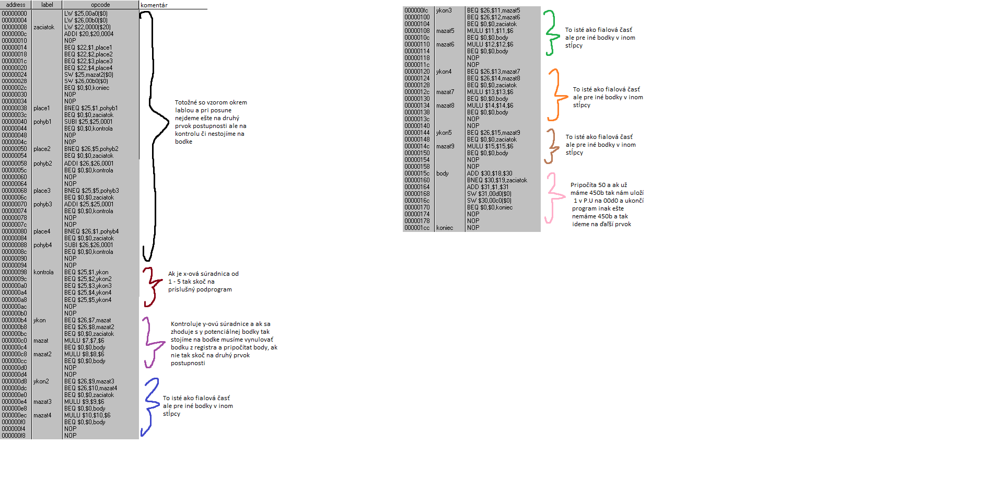 address label opcode komentár
00000000 LW $25,00a0($0)
00000004 LW $26,00b0($0)
00000008 zaciatok LW $22,0000($20)
0000000c ADDI $20,$20,0004
00000010 NOP
00000014 BEQ $22,$1,place1
00000018 BEQ $22,$2,place2
0000001c BEQ $22,$3,place3
00000020 BEQ $22,$4,place4
00000024 SW $25,mazat2($0)
00000028 SW $26,00b0($0)
0000002c BEQ $0,$0,koniec
00000030 NOP
00000034 NOP
00000038 place1 BNEQ $25,$1,pohyb1
0000003c BEQ $0,$0,zaciatok
00000040 pohyb1 SUBI $25,$25,0001
00000044 BEQ $0,$0,kontrola
00000048 NOP
0000004c NOP
00000050 place2 BNEQ $26,$5,pohyb2
00000054 BEQ $0,$0,zaciatok
00000058 pohyb2 ADDI $26,$26,0001
0000005c BEQ $0,$0,kontrola
00000060 NOP
00000064 NOP
00000068 place3 BNEQ $25,$5,pohyb3
0000006c BEQ $0,$0,zaciatok
00000070 pohyb3 ADDI $25,$25,0001
00000074 BEQ $0,$0,kontrola
00000078 NOP
0000007c NOP
00000080 place4 BNEQ $26,$1,pohyb4
00000084 BEQ $0,$0,zaciatok
00000088 pohyb4 SUBI $26,$26,0001
0000008c BEQ $0,$0,kontrola
00000090 NOP
00000094 NOP
00000098 kontrola BEQ $25,$1,ykon
0000009c BEQ $25,$2,ykon2
000000a0 BEQ $25,$3,ykon3
000000a4 BEQ $25,$4,ykon4
000000a8 BEQ $25,$5,ykon4
000000ac NOP
000000b0 NOP
000000b4 ykon BEQ $26,$7,mazat
000000b8 BEQ $26,$8,mazat2
000000bc BEQ $0,$0,zaciatok
000000c0 mazat MULU $7,$7,$6
000000c4 BEQ $0,$0,body
000000c8 mazat2 MULU $8,$8,$6
000000cc BEQ $0,$0,body
000000d0 NOP
000000d4 NOP
000000d8 ykon2 BEQ $26,$9,mazat3
000000dc BEQ $26,$10,mazat4
000000e0 BEQ $0,$0,zaciatok
000000e4 mazat3 MULU $9,$9,$6
000000e8 BEQ $0,$0,body
000000ec mazat4 MULU $10,$10,$6
000000f0 BEQ $0,$0,body
000000f4 NOP
000000f8 NOP
Totožné so vzorom okrem
lablou a pri posune
nejdeme ešte na druhý
prvok postupnosti ale na
kontrolu či nestojíme na
bodke
Ak je x-ová súradnica od
1 - 5 tak skoč na
príslušný podprogram
Kontroluje y-ovú súradnice a ak sa
zhoduje s y potenciálnej bodky tak
stojíme na bodke musíme vynulovať
bodku z registra a pripočítat body, ak
nie tak skoč na druhý prvok
postupnosti
To isté ako fialová časť
ale pre iné bodky v inom
stĺpcy
000000fc ykon3 BEQ $26,$11,mazat5
00000100 BEQ $26,$12,mazat6
00000104 BEQ $0,$0,zaciatok
00000108 mazat5 MULU $11,$11,$6
0000010c BEQ $0,$0,body
00000110 mazat6 MULU $12,$12,$6
00000114 BEQ $0,$0,body
00000118 NOP
0000011c NOP
00000120 ykon4 BEQ $26,$13,mazat7
00000124 BEQ $26,$14,mazat8
00000128 BEQ $0,$0,zaciatok
0000012c mazat7 MULU $13,$13,$6
00000130 BEQ $0,$0,body
00000134 mazat8 MULU $14,$14,$6
00000138 BEQ $0,$0,body
0000013c NOP
00000140 NOP
00000144 ykon5 BEQ $26,$15,mazat9
00000148 BEQ $0,$0,zaciatok
0000014c mazat9 MULU $15,$15,$6
00000150 BEQ $0,$0,body
00000154 NOP
00000158 NOP
0000015c body ADD $30,$18,$30
00000160 BNEQ $30,$19,zaciatok
00000164 ADD $31,$1,$31
00000168 SW $31,00d0($0)
0000016c SW $30,00c0($0)
00000170 BEQ $0,$0,koniec
00000174 NOP
00000178 NOP
000001cc koniec NOP
To isté ako fialová časť
ale pre iné bodky v inom
stĺpcy
To isté ako fialová časť
ale pre iné bodky v inom
stĺpcy
To isté ako fialová časť
ale pre iné bodky v inom
stĺpcy
Pripočíta 50 a ak už
máme 450b tak nám uloží
1 v P.U na 00d0 a ukončí
program inak ešte
nemáme 450b a tak
ideme na ďaľší prvok